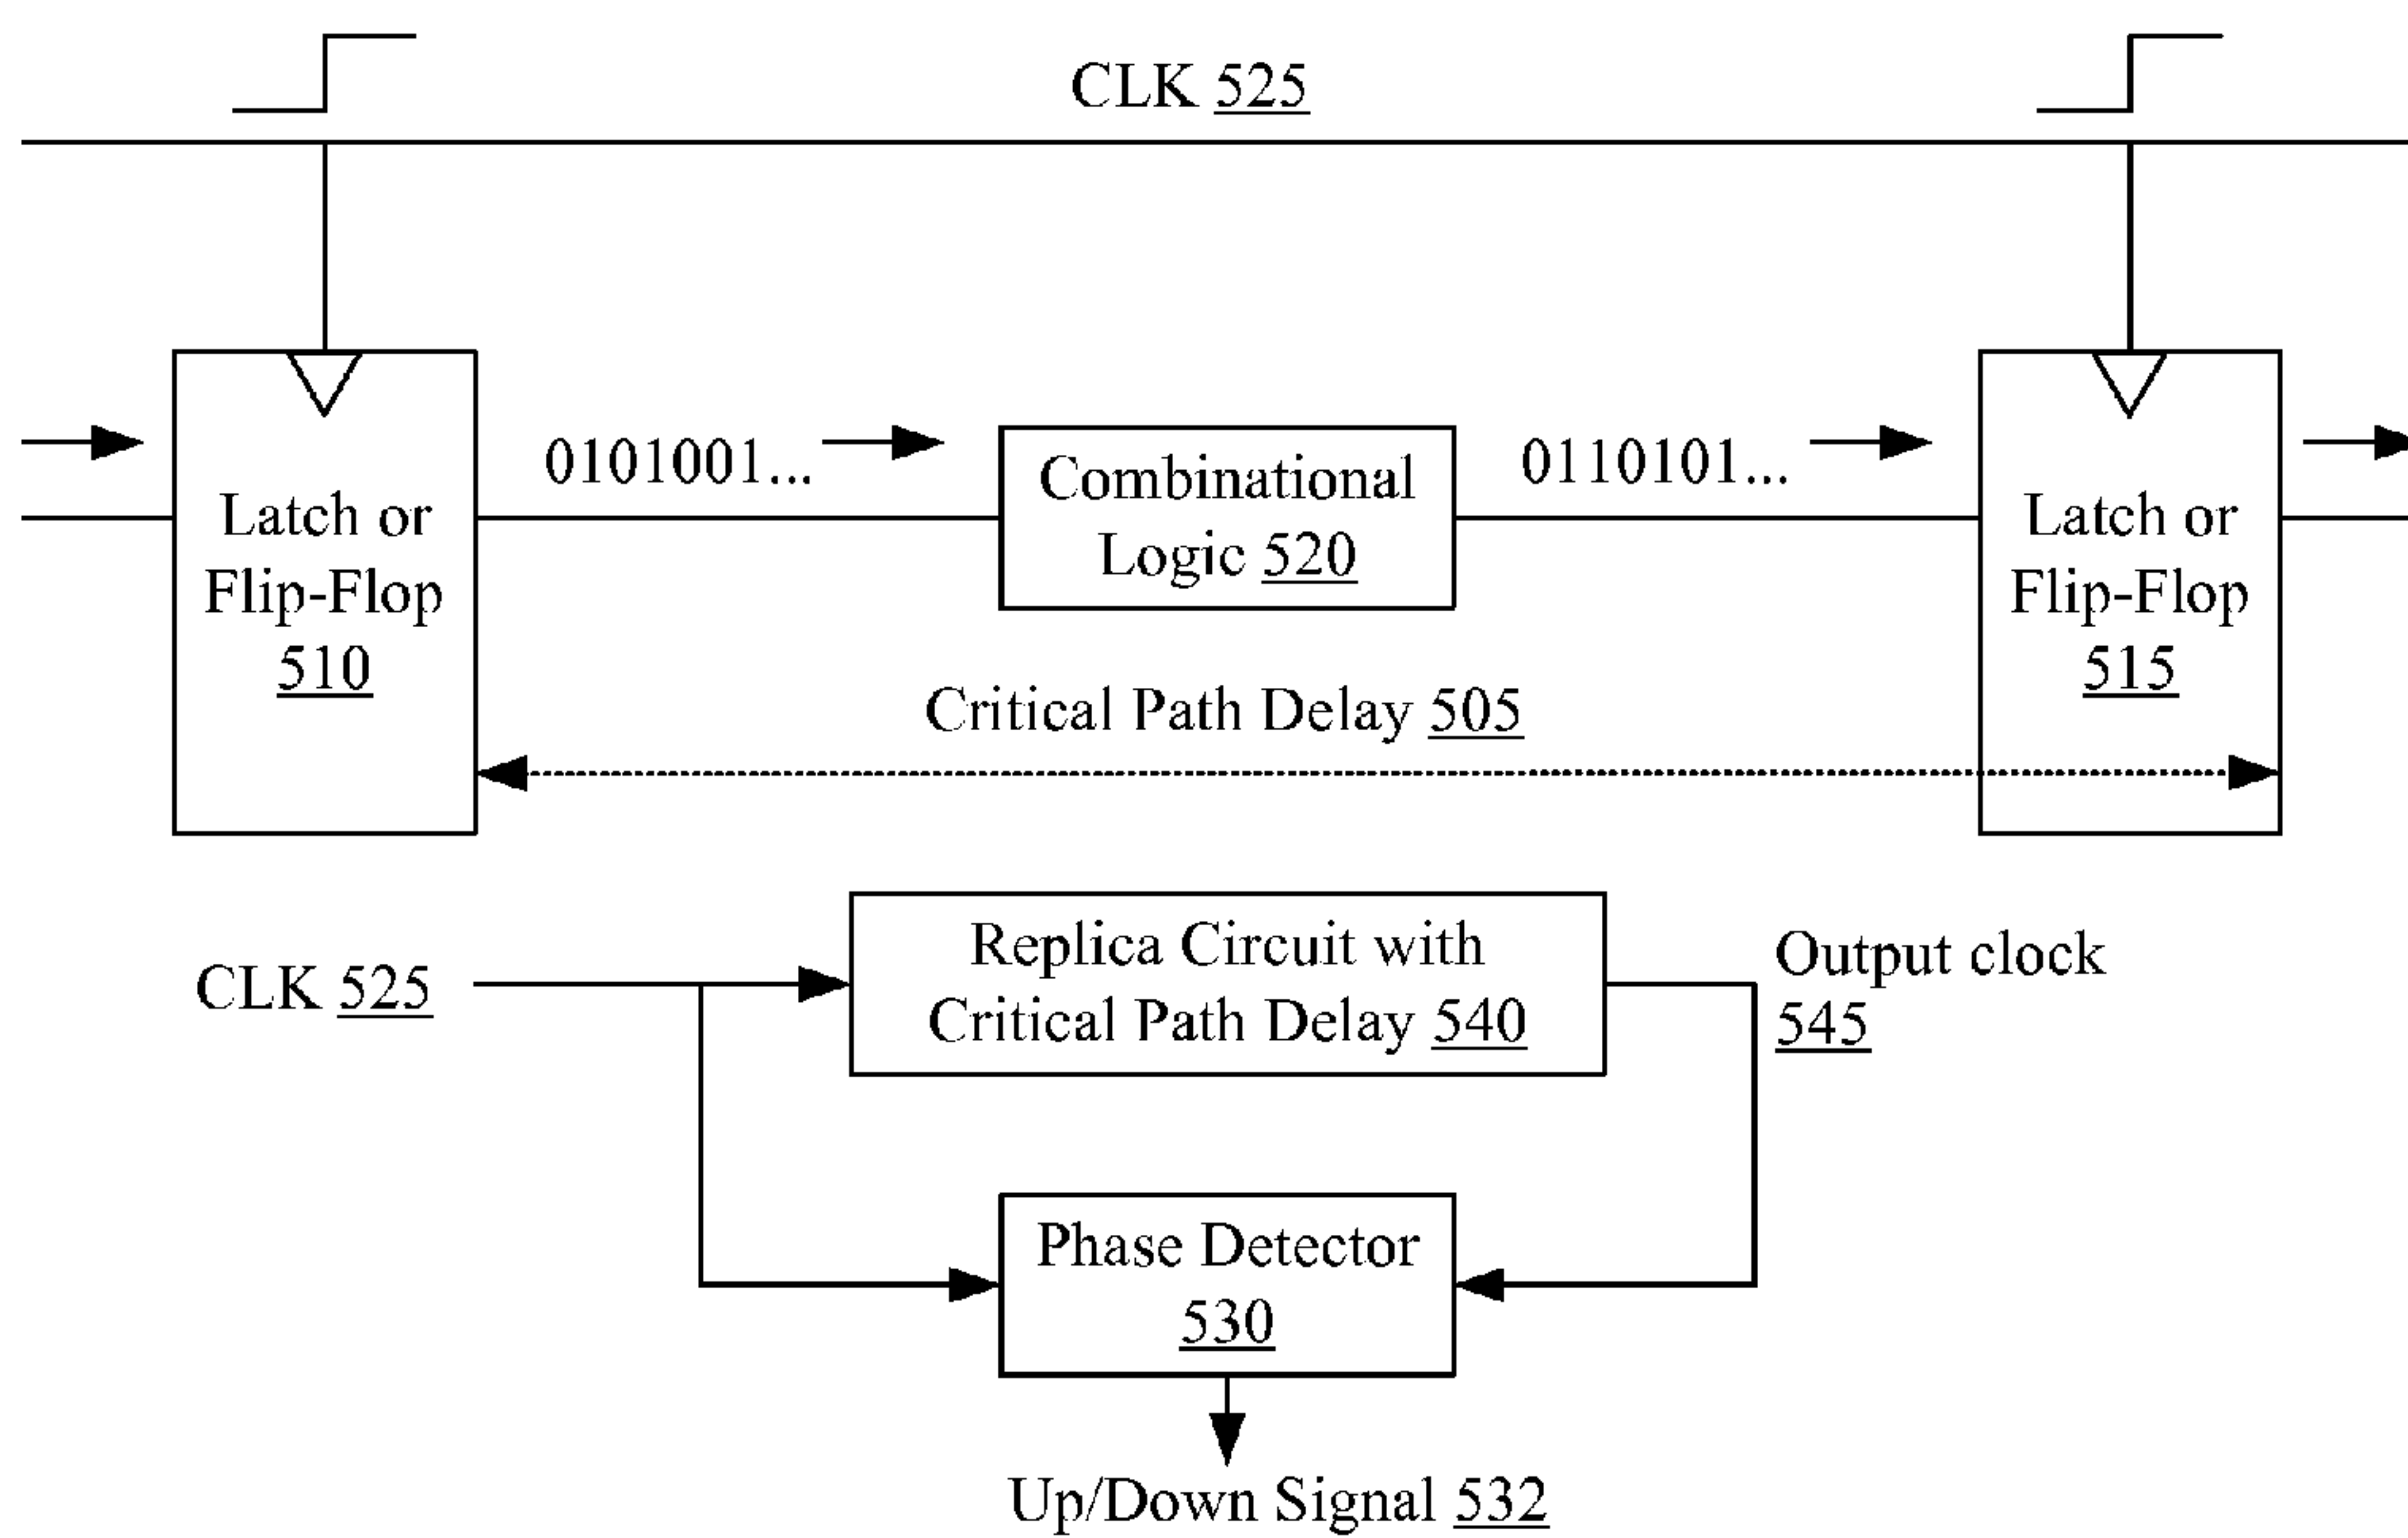 CLK 525
0101001...
Combinational
Logic 520
0110101...
Latch or
Flip-Flop
510
Latch or
Flip-Flop
515
Critical Path Delay 505
CLK 525
Replica Circuit with
Critical Path Delay 540
Output clock
545
Phase Detector
530
Up/Down Signal 532